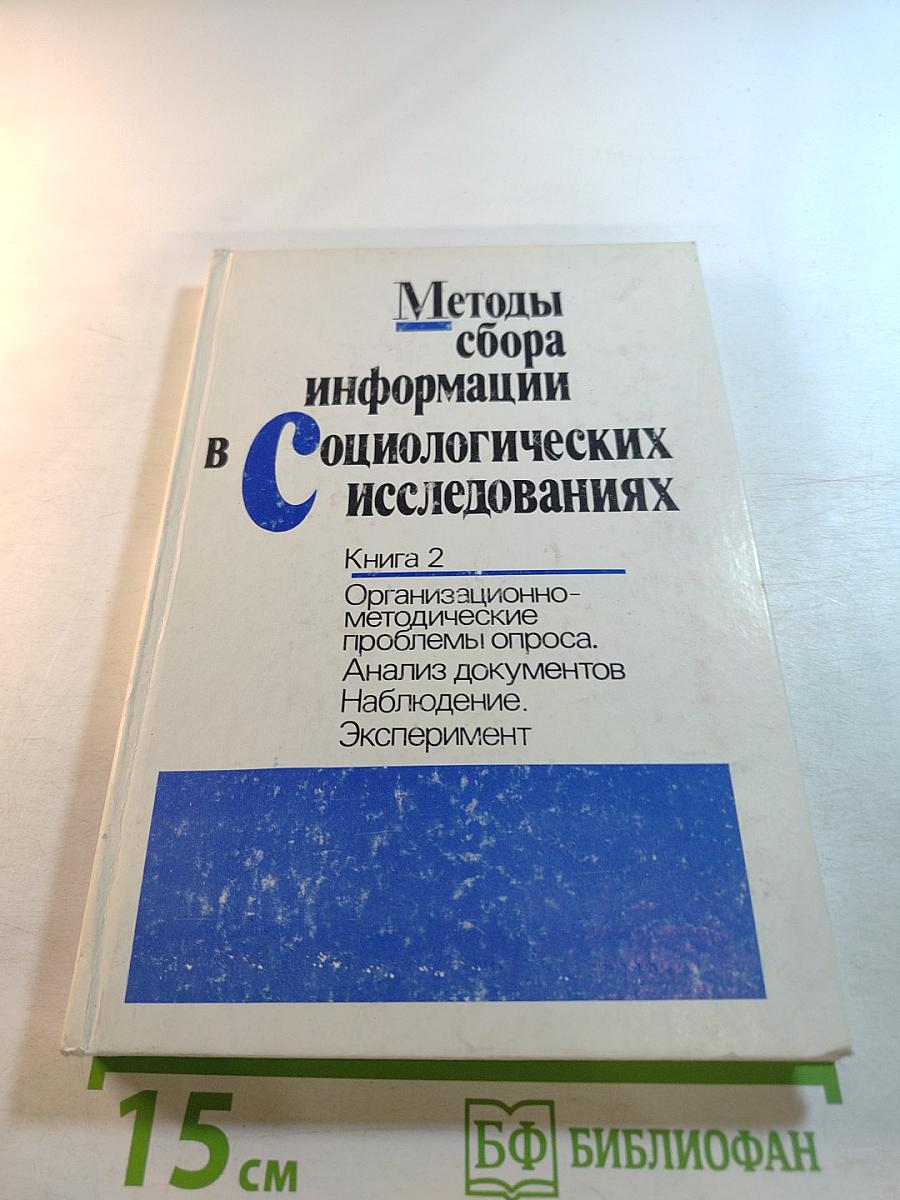 Методы
сбора
информации
в Социологических
исследованиях
Книга 2
Организационно-
методические
проблемы опроса.
Анализ документов
Наблюдение.
Эксперимент
15 см
БФ БИБЛИОФАН